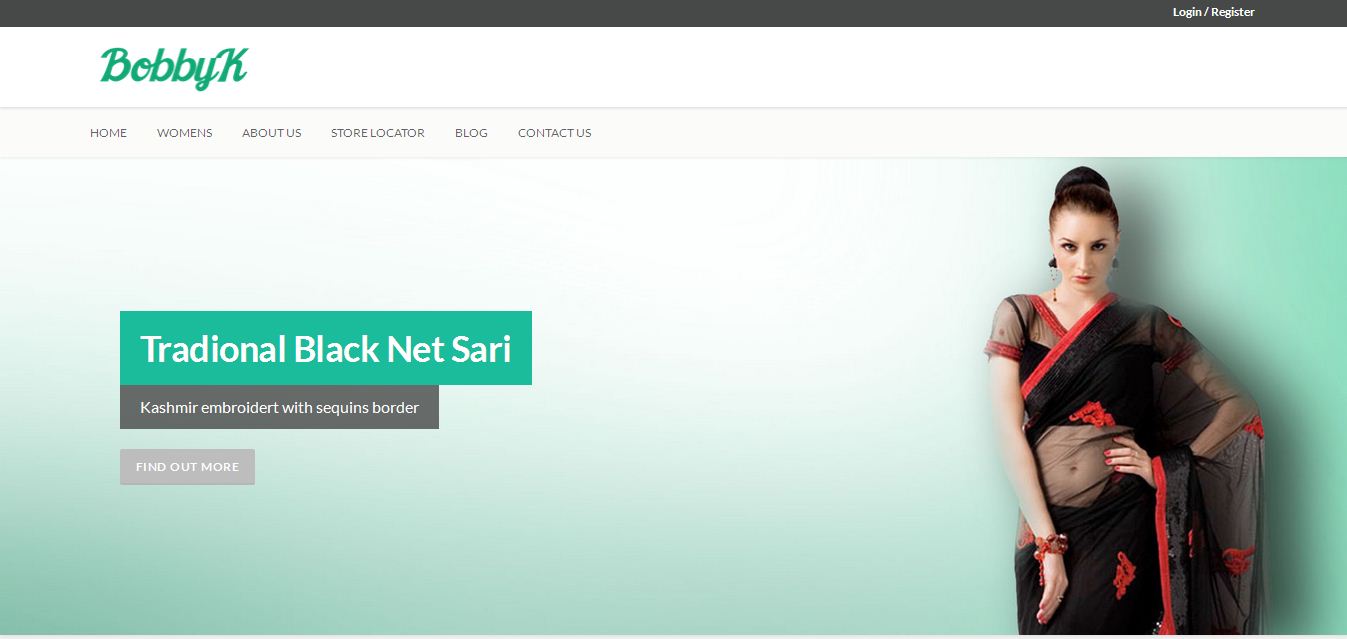 Login / Register
BobbyK
HOME WOMENS ABOUT US STORE LOCATOR BLOG CONTACT US
Tradional Black Net Sari
Kashmir embroidert with sequins border
FIND OUT MORE